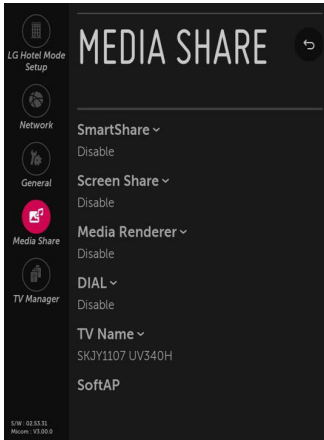 LG Hotel Mode
Setup
Network
General
Media Share
TV Manager
S/W : 02.53.31
Micom : V3.00.0
MEDIA SHARE
SmartShare
Disable
Screen Share
Disable
Media Renderer
Disable
DIAL
Disable
TV Name
SKJY1107 UV340H
SoftAP